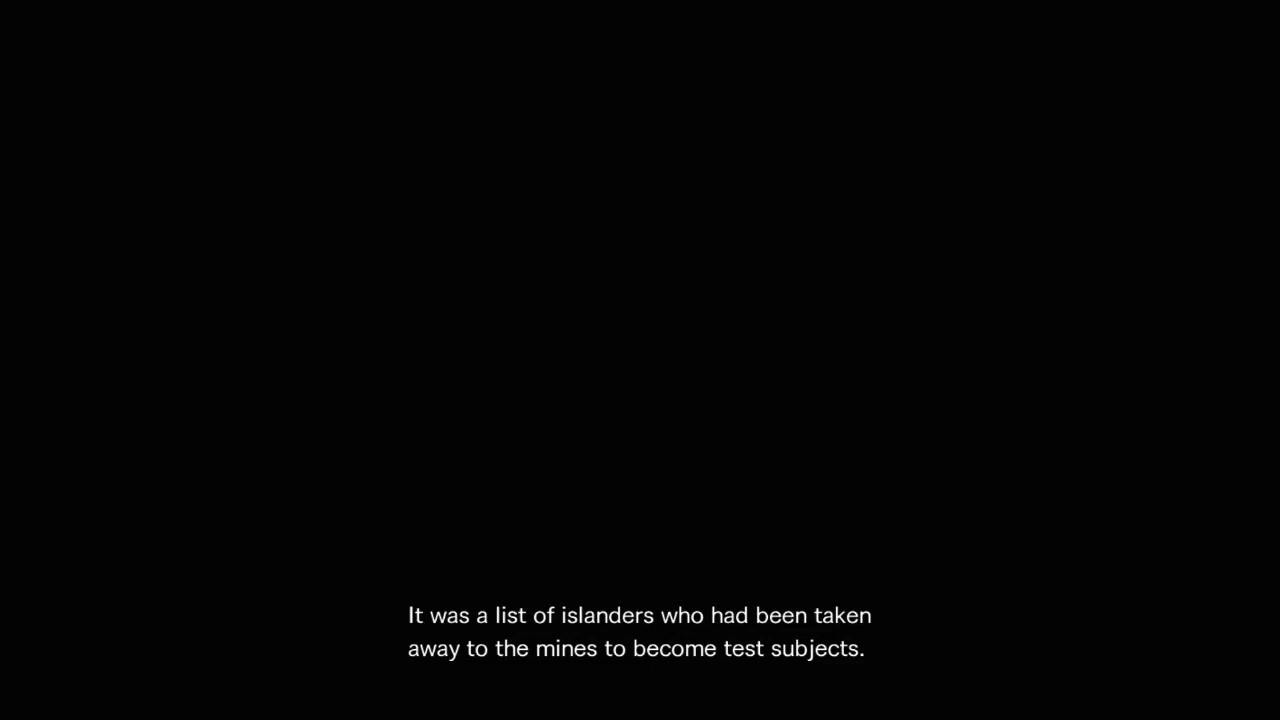 It was a list of islanders who had been taken
away to the mines to become test subjects.